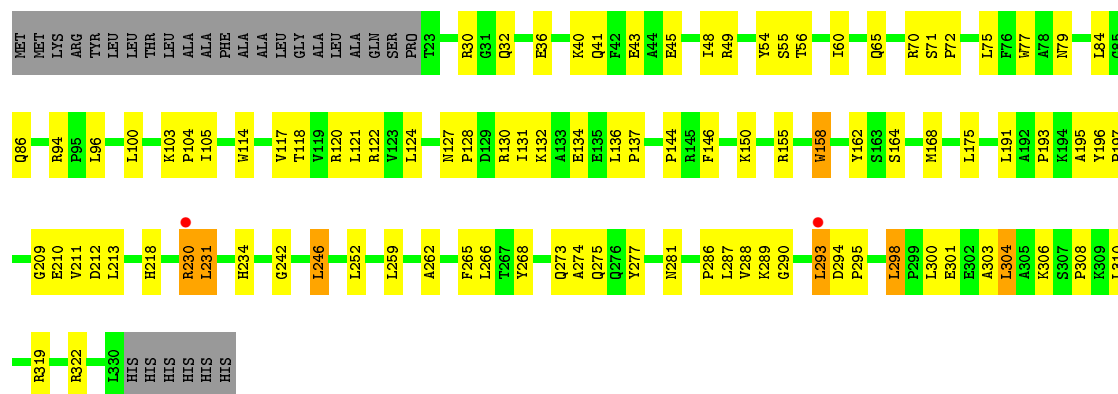 MET MET LYS ARG TYR LEU LEU THR LEU ALA ALA PHE ALA ALA LEU GLY ALA LEU ALA GLN SER PRO T23 R30 G31 Q32 E36 K40 Q41 F42 E43 A44 E45 I48 R49 Y54 S55 T56 I60 Q65 R70 S71 P72 L75 F76 W77 A78 N79 L84
Q86 R94 P95 L96 L100 K103 P104 I105 W114 V117 T118 V119 R120 L121 R122 V123 L124 N127 P128 D129 R130 I131 K132 A133 E134 E135 L136 P137 P144 R145 F146 K150 R155 W158 Y162 S163 S164 M168 L175 L191 A192 P193 K194 A195 Y196
G209 E210 V211 D212 L213 H218 R230 L231 H234 G242 L246 L252 L259 A262 F265 L266 T267 Y268 Q273 A274 Q275 Q276 Y277 N281 P286 L287 V288 K289 G290 L293 D294 P295 L298 P299 L300 E301 E302 A303 L304 A305 K306 S307 P308 K309 L310
R319 R322 L330 HIS HIS HIS HIS HIS HIS